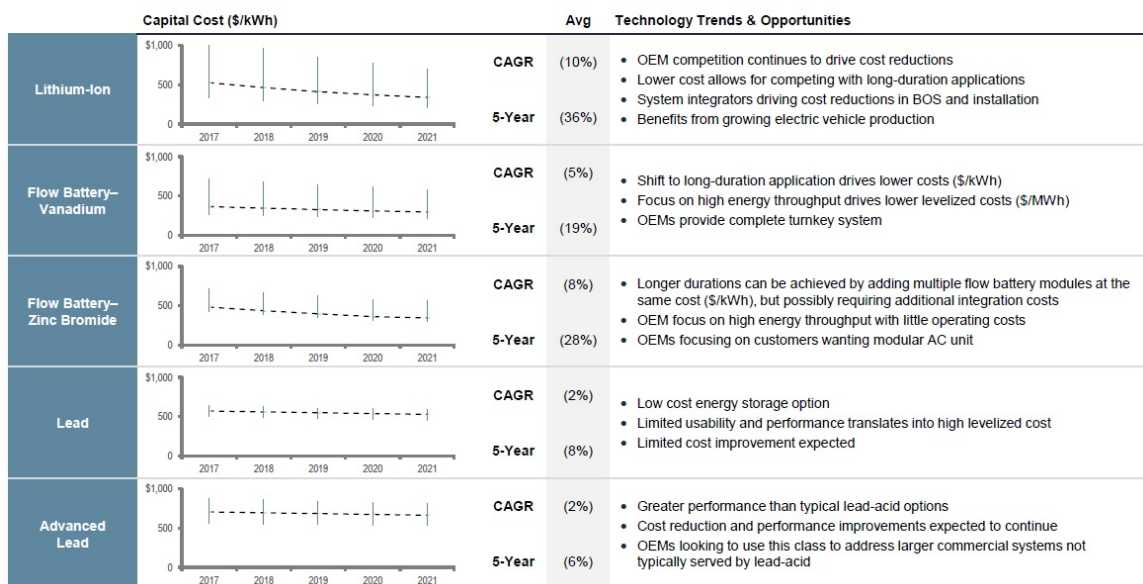 Capital Cost ($/kWh) Avg Technology Trends & Opportunities
Lithium-Ion
$1,000
500
0
2017 2018 2019 2020 2021
CAGR (10%)
5-Year (36%)
• OEM competition continues to drive cost reductions
• Lower cost allows for competing with long-duration applications
• System integrators driving cost reductions in BOS and installation
• Benefits from growing electric vehicle production
Flow Battery–
Vanadium
$1,000
500
0
2017 2018 2019 2020 2021
CAGR (5%)
5-Year (19%)
• Shift to long-duration application drives lower costs ($/kWh)
• Focus on high energy throughput drives lower levelized costs ($/MWh)
• OEMs provide complete turnkey system
Flow Battery–
Zinc Bromide
$1,000
500
0
2017 2018 2019 2020 2021
CAGR (8%)
5-Year (28%)
• Longer durations can be achieved by adding multiple flow battery modules at the
same cost ($/kWh), but possibly requiring additional integration costs
• OEM focus on high energy throughput with little operating costs
• OEMs focusing on customers wanting modular AC unit
Lead
$1,000
500
0
2017 2018 2019 2020 2021
CAGR (2%)
5-Year (8%)
• Low cost energy storage option
• Limited usability and performance translates into high levelized cost
• Limited cost improvement expected
Advanced
Lead
$1,000
500
0
2017 2018 2019 2020 2021
CAGR (2%)
5-Year (6%)
• Greater performance than typical lead-acid options
• Cost reduction and performance improvements expected to continue
• OEMs looking to use this class to address larger commercial systems not
typically served by lead-acid